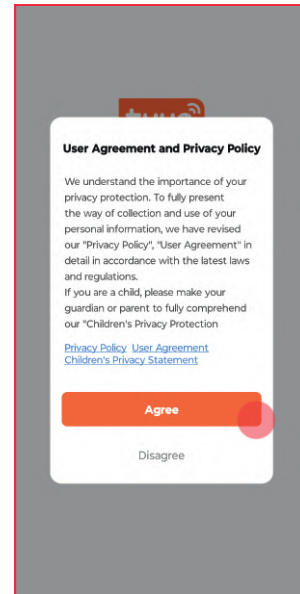 User Agreement and Privacy Policy
We understand the importance of your
privacy protection. To fully present
the way of collection and use of your
personal information, we have revised
our "Privacy Policy", "User Agreement" in
detail in accordance with the latest laws
and regulations.
If you are a child, please make your
guardian or parent to fully comprehend
our "Children's Privacy Protection
Privacy Policy User Agreement
Children's Privacy Statement
Agree
Disagree